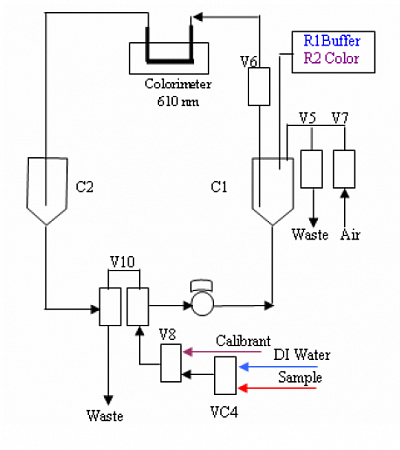 R1Buffer
R2 Color
V6
Colorimeter
610 nm
V5 V7
C2
C1
Waste Air
V10
V8
Calibrant
DI Water
Sample
VC4
Waste